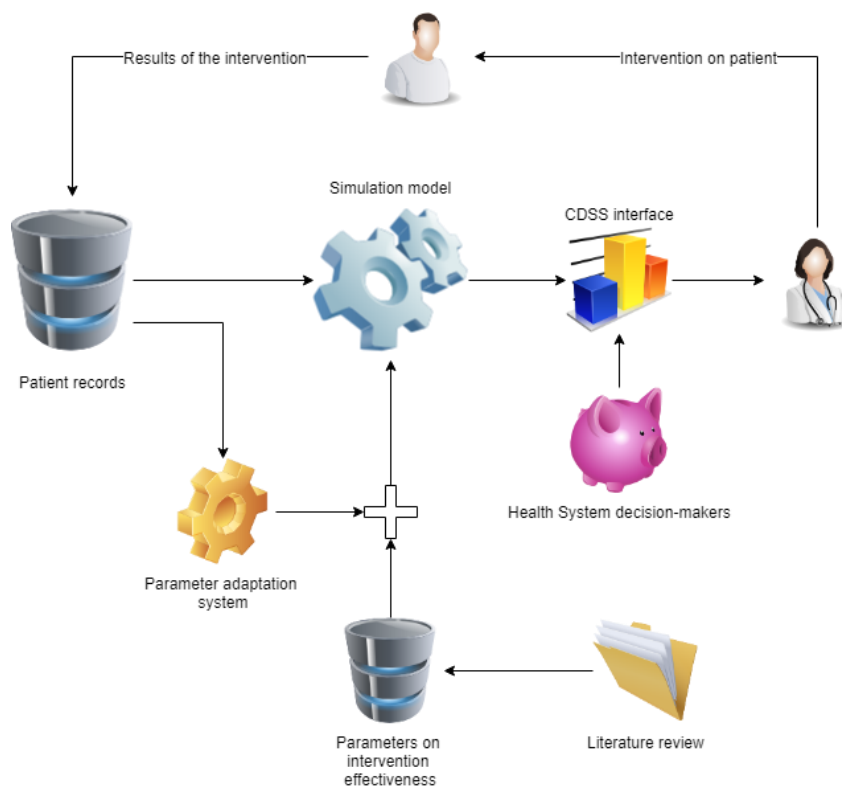 Results of the intervention
Intervention on patient
Simulation model
CDSS interface
Patient records
Health System decision-makers
Parameter adaptation
system
Parameters on
intervention
effectiveness
Literature review